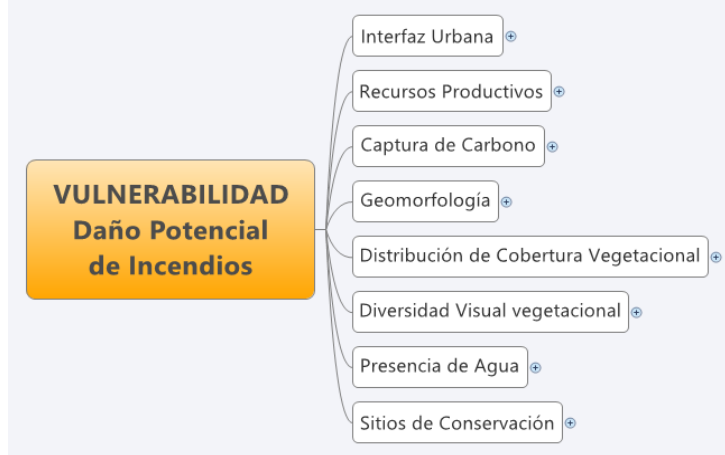 VULNERABILIDAD
Daño Potencial
de Incendios
Interfaz Urbana
Recursos Productivos
Captura de Carbono
Geomorfología
Distribución de Cobertura Vegetacional
Diversidad Visual vegetacional
Presencia de Agua
Sitios de Conservación